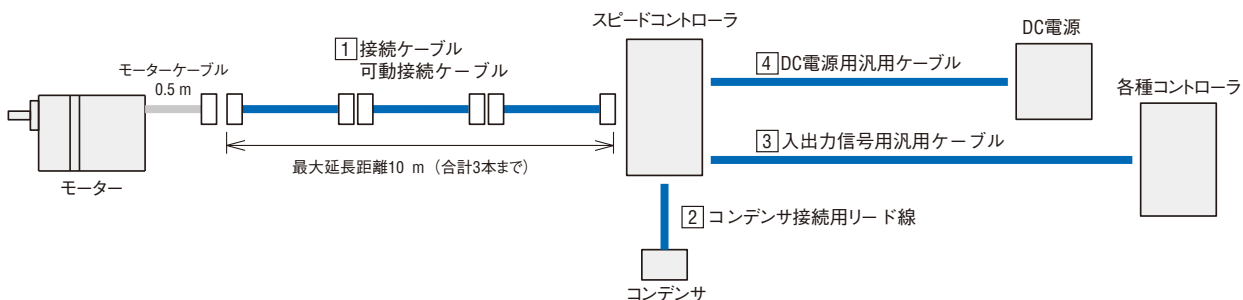 スピードコントローラ
DC電源
1 接続ケーブル
可動接続ケーブル
モーターケーブル
0.5 m
4 DC電源用汎用ケーブル
各種コントローラ
3 入出力信号用汎用ケーブル
最大延長距離10 m（合計3本まで）
モーター
2 コンデンサ接続用リード線
コンデンサ